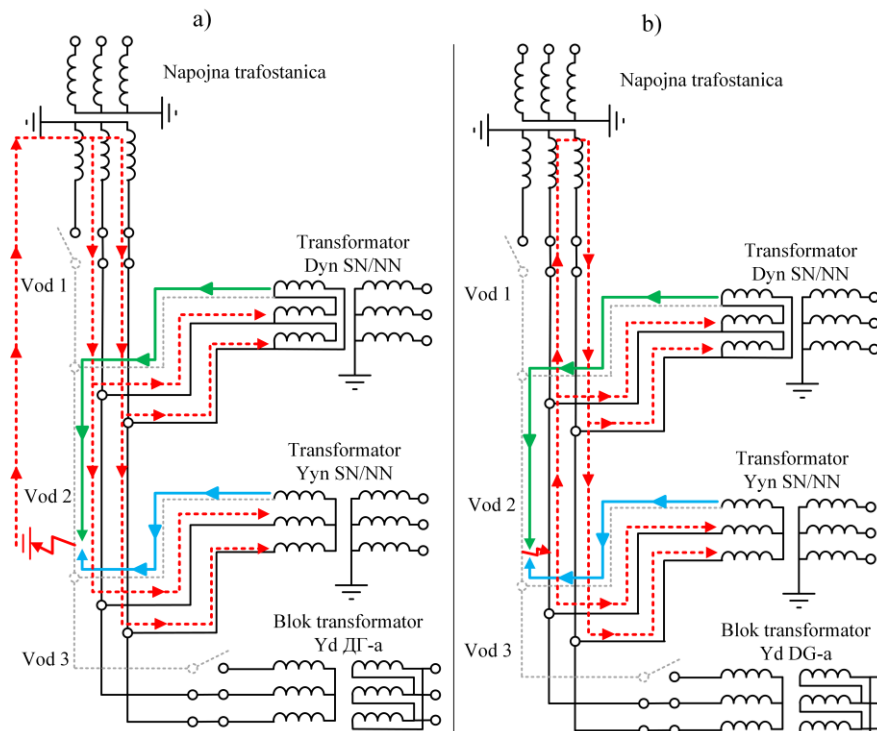 a)
Napojna trafostanica
Transformator
Dyn SN/NN
Vod 1
Transformator
Yyn SN/NN
Vod 2
Blok transformator
Yd ДГ-a
Vod 3
b)
Napojna trafostanica
Transformator
Dyn SN/NN
Vod 1
Transformator
Yyn SN/NN
Vod 2
Blok transformator
Yd DG-a
Vod 3